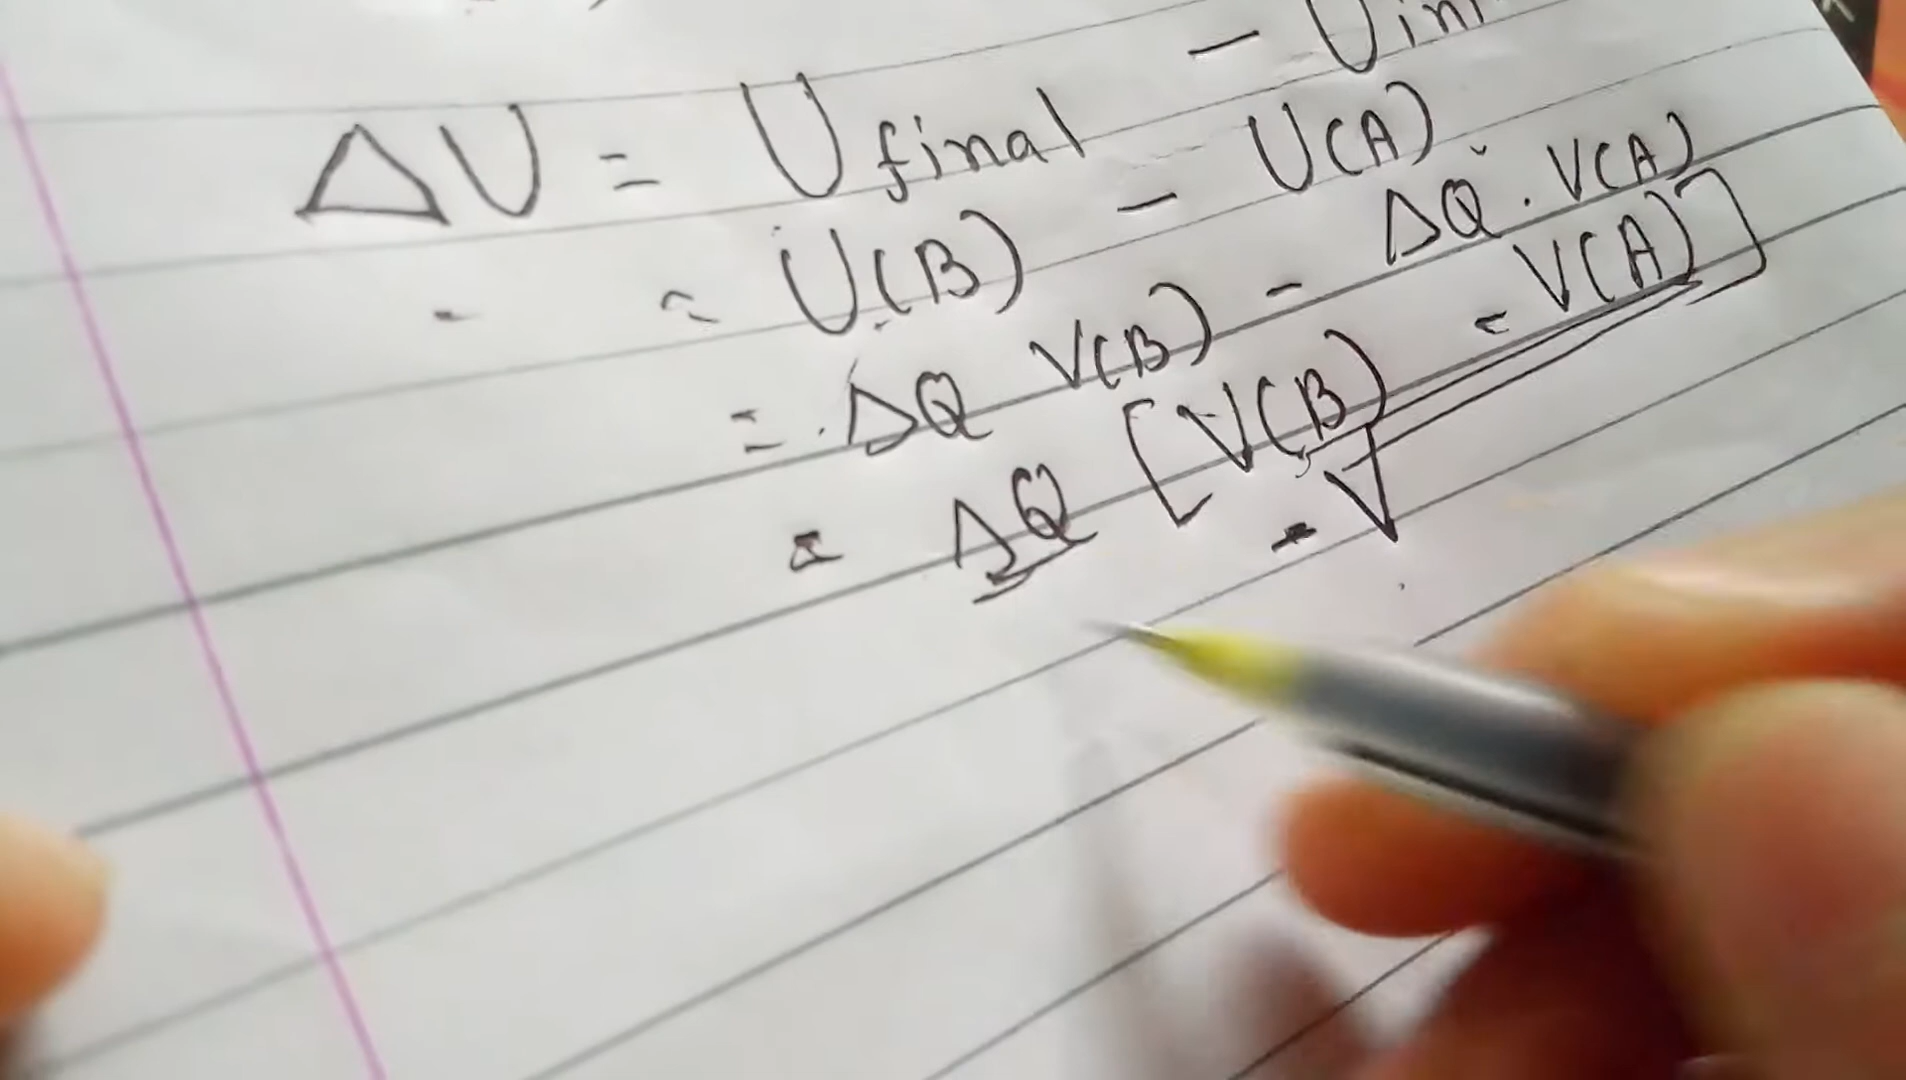 ΔU = U final - U ini
= U(B) - U(A)
= ΔQ V(B) - ΔQ . V(A)
= ΔQ [V(B) - V(A)]
- V